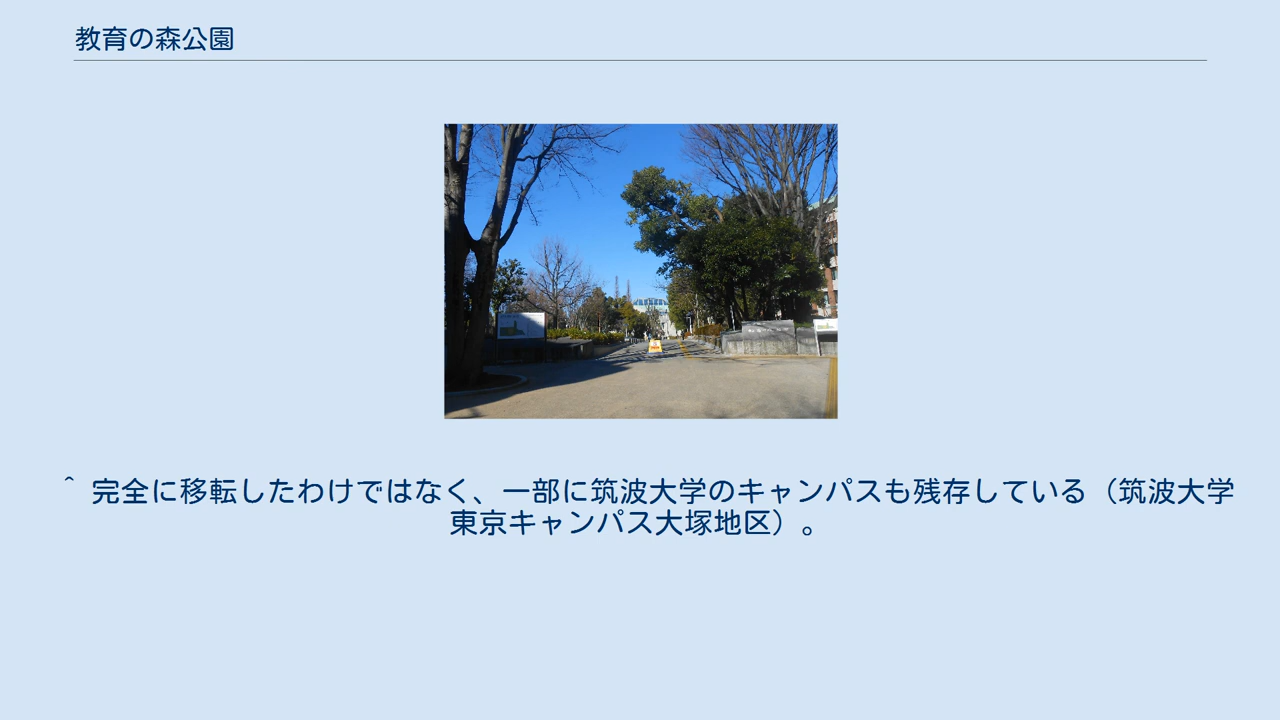 教育の森公園
^ 完全に移転したわけではなく、一部に筑波大学のキャンパスも残存している（筑波大学
東京キャンパス大塚地区）。